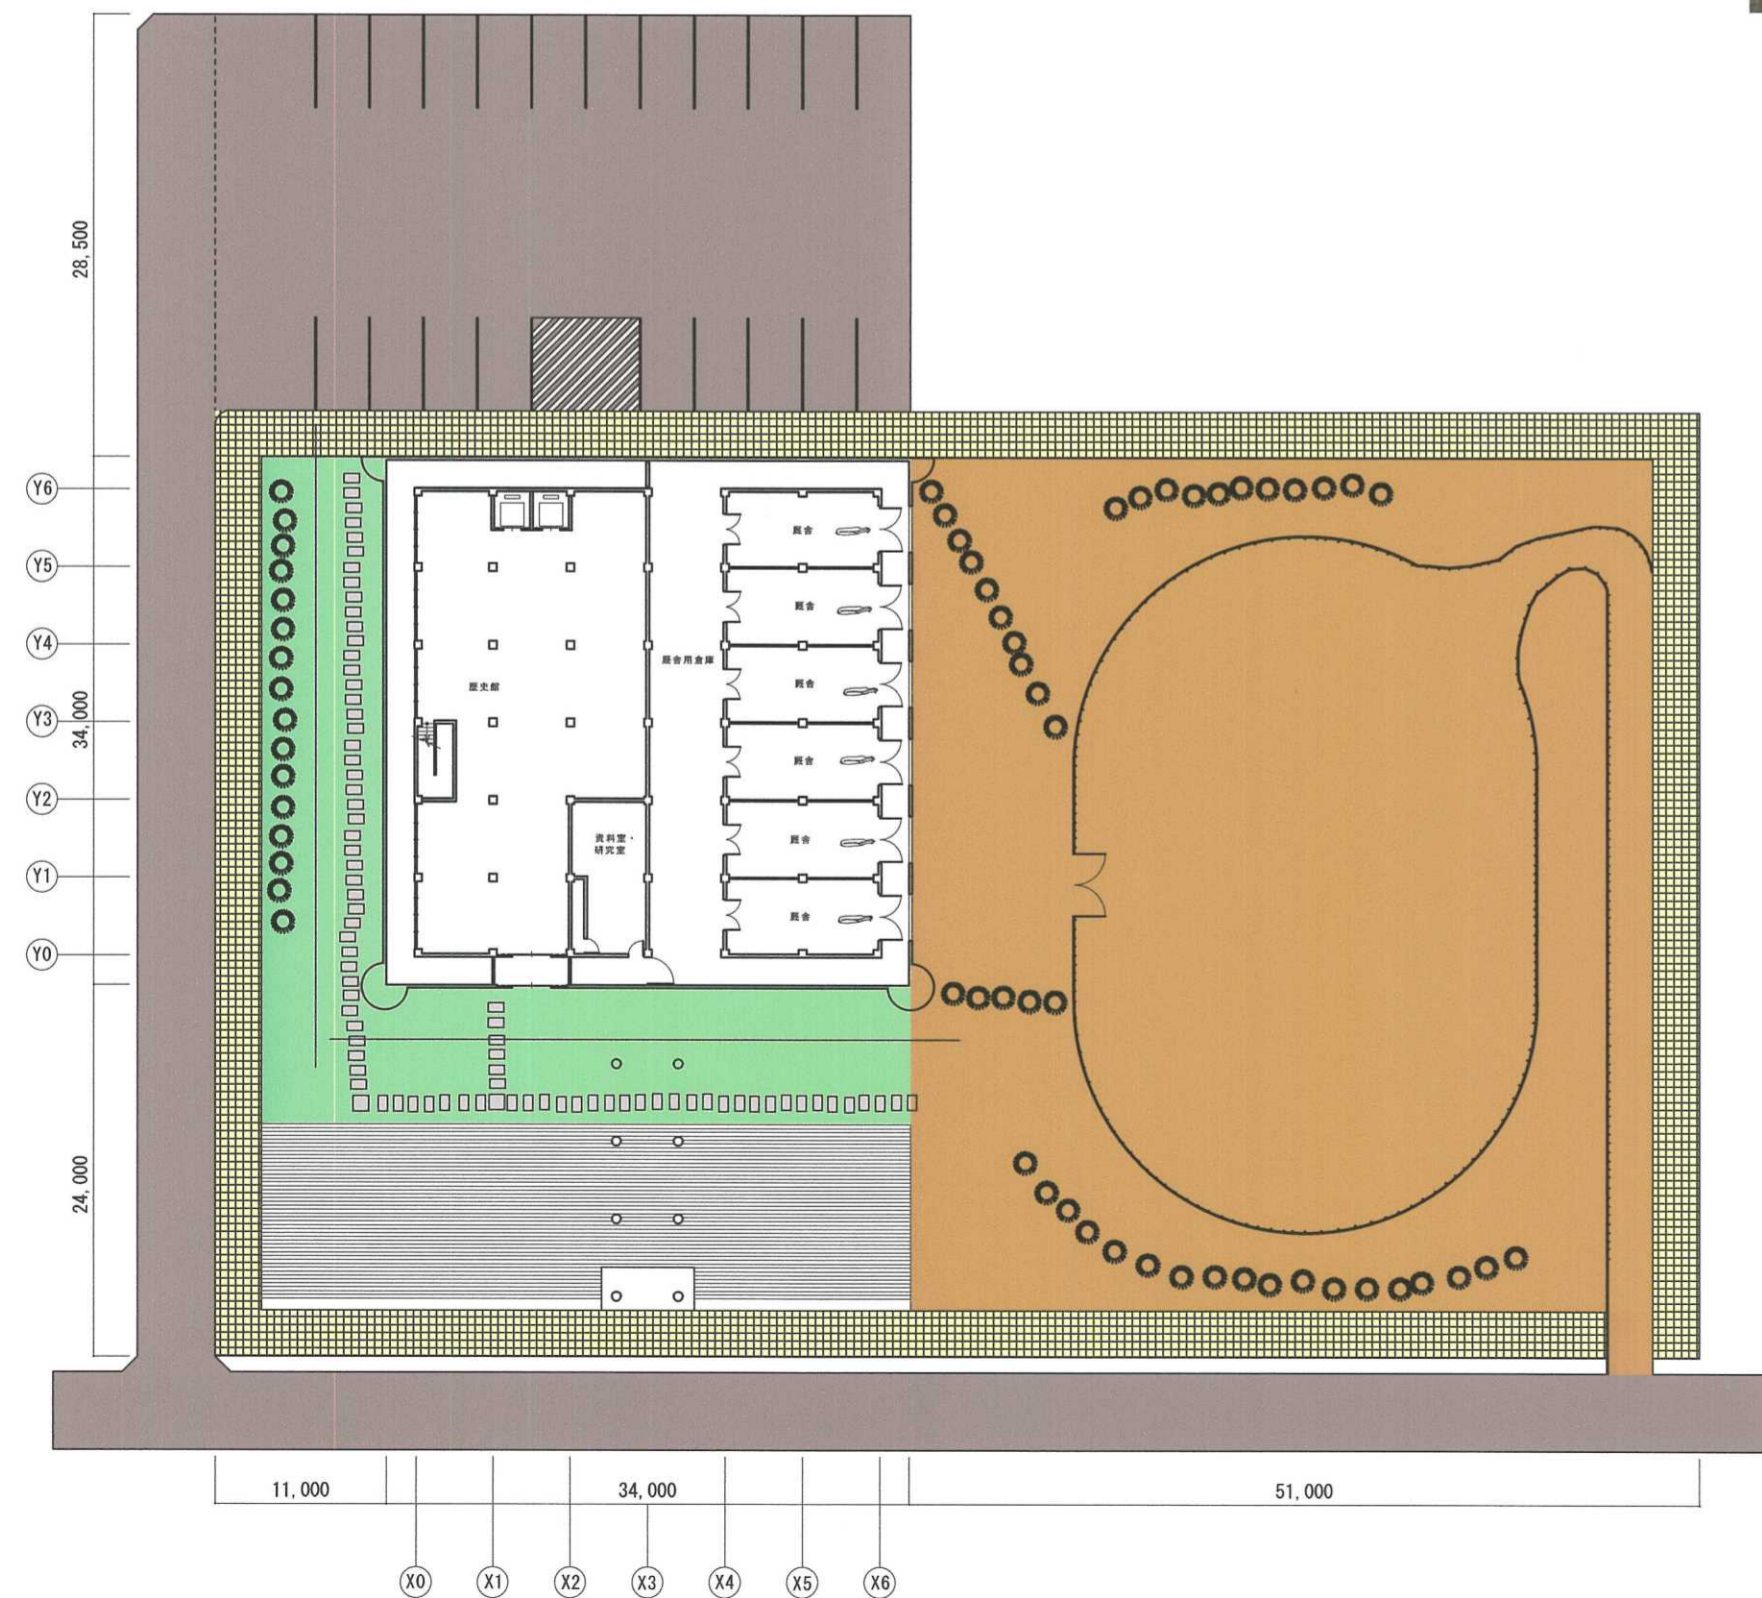 28,500
Y6
Y5
Y4
Y3
Y2
Y1
Y0
34,000
24,000
厩舎
厩舎
厩舎用倉庫
厩舎
歴史館
厩舎
資料室・
研究室
厩舎
厩舎
11,000
34,000
51,000
X0
X1
X2
X3
X4
X5
X6